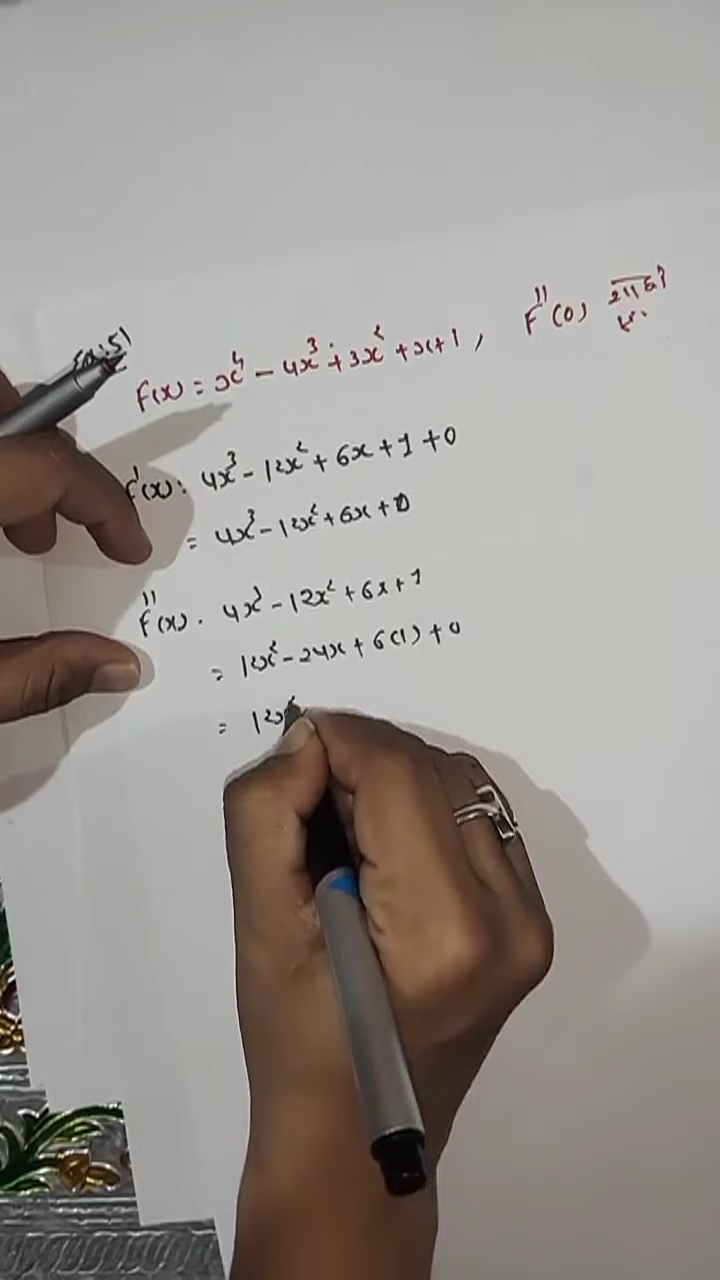 F(x) = x⁴ - 4x³ + 3x² + x + 1 , F''(0)
F'(x) : 4x³ - 12x² + 6x + 1 + 0
= 4x³ - 12x² + 6x + 0
F''(x) . 4x³ - 12x² + 6x + 1
= 12x² - 24x + 6(1) + 0
= 12x²